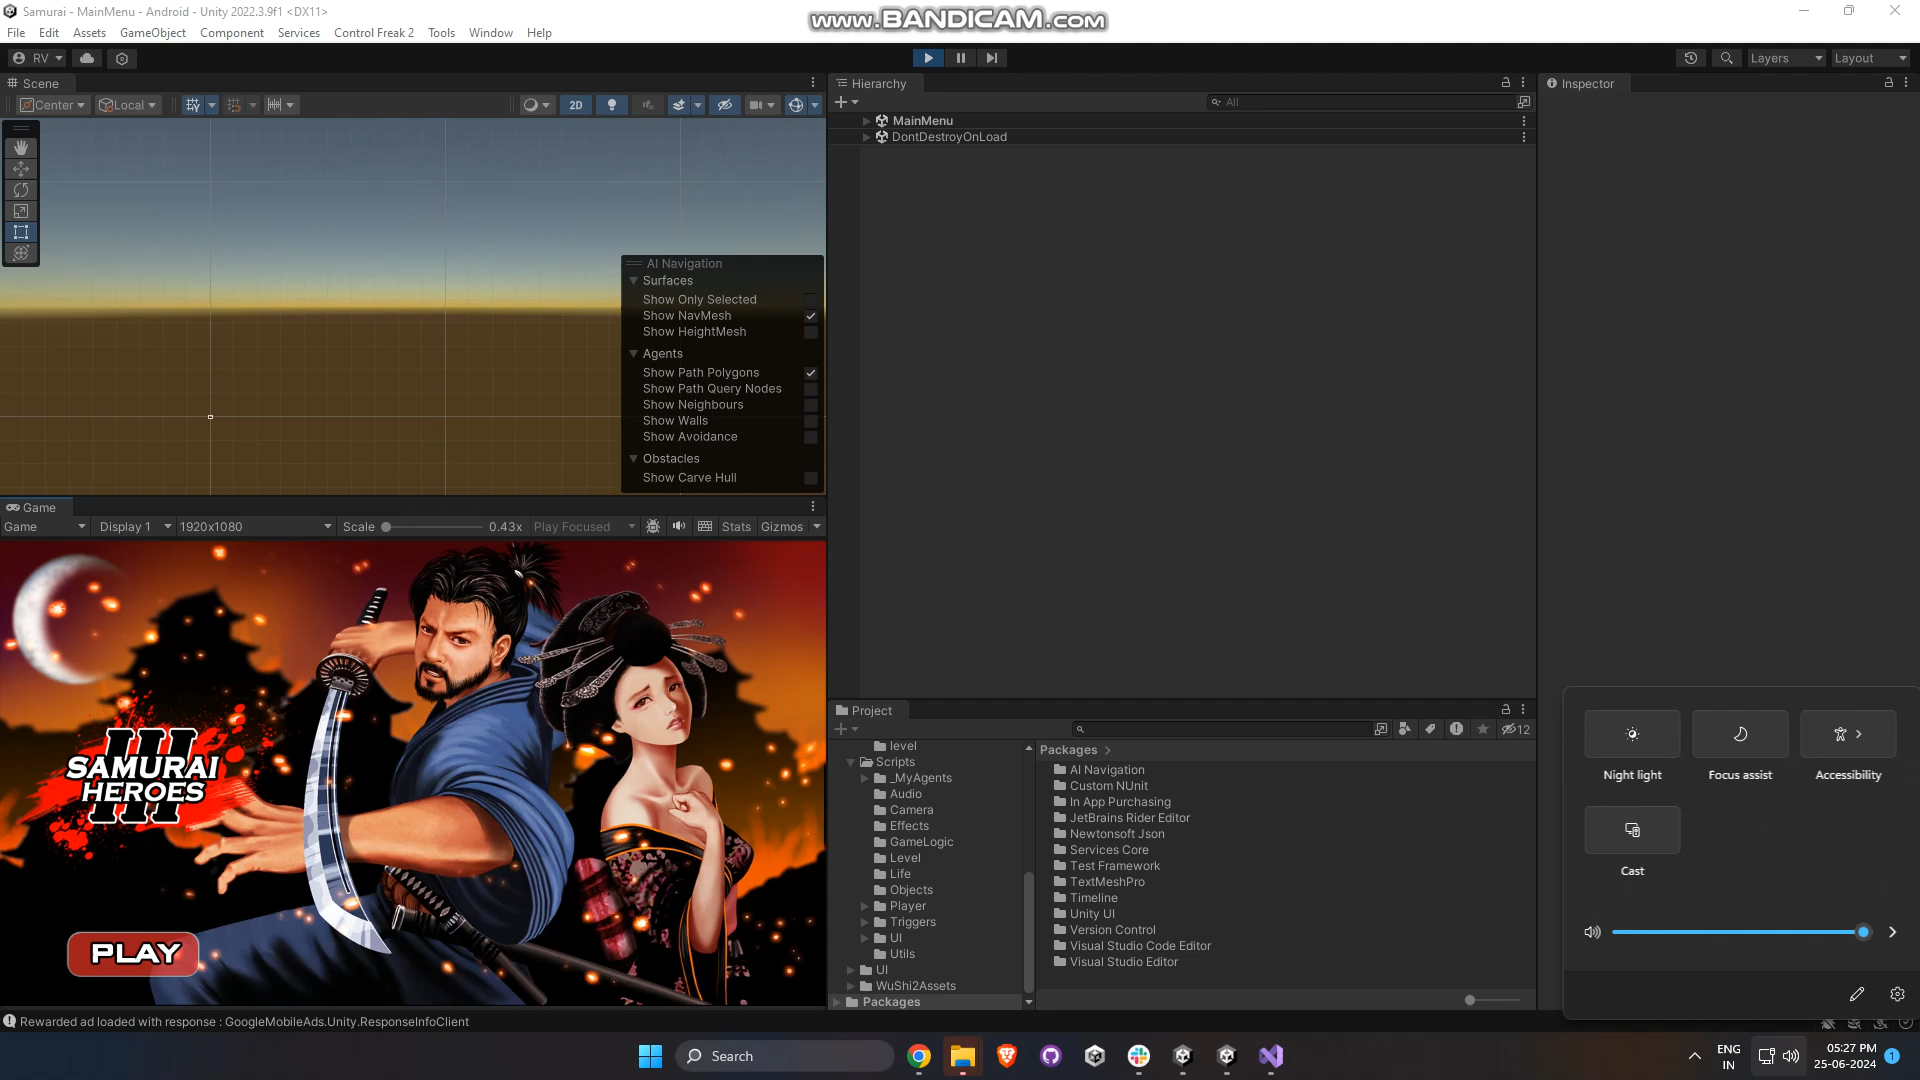 Samurai - MainMenu - Android - Unity 2022.3.9f1 <DX11>
www.BANDICAM.com
File Edit Assets GameObject Component Services Control Freak 2 Tools Window Help
RV
Layers
Layout
Scene
Center
Local
2D
AI Navigation
Surfaces
Show Only Selected
Show NavMesh
Show HeightMesh
Agents
Show Path Polygons
Show Path Query Nodes
Show Neighbours
Show Walls
Show Avoidance
Obstacles
Show Carve Hull
Hierarchy
All
MainMenu
DontDestroyOnLoad
Inspector
Game
Game Display 1 1920x1080 Scale 0.43x Play Focused Stats Gizmos
SAMURAI
HEROES
III
PLAY
Project
12
level
Scripts
_MyAgents
Audio
Camera
Effects
GameLogic
Level
Life
Objects
Player
Triggers
UI
Utils
UI
WuShi2Assets
Packages
Packages
AI Navigation
Custom NUnit
In App Purchasing
JetBrains Rider Editor
Newtonsoft Json
Services Core
Test Framework
TextMeshPro
Timeline
Unity UI
Version Control
Visual Studio Code Editor
Visual Studio Editor
Night light
Focus assist
Accessibility
Cast
Rewarded ad loaded with response : GoogleMobileAds.Unity.ResponseInfoClient
Search
ENG
IN
05:27 PM
25-06-2024
1